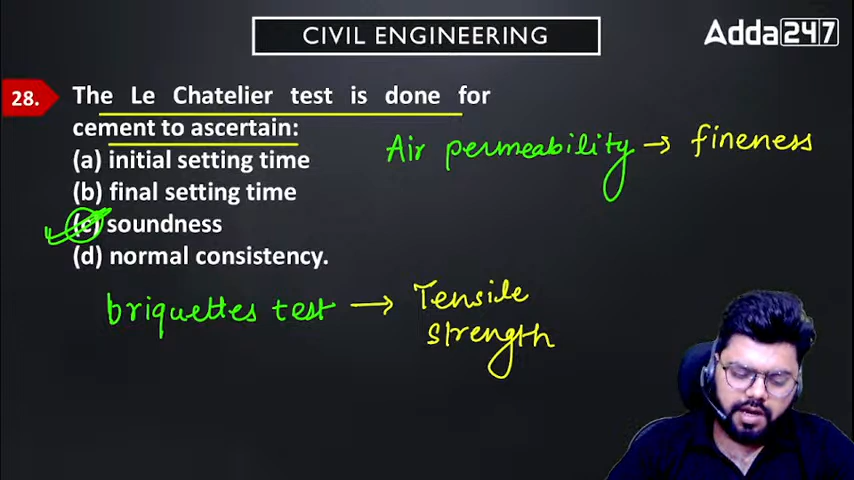 CIVIL ENGINEERING
Adda247
28.
The Le Chatelier test is done for
cement to ascertain:
(a) initial setting time
(b) final setting time
(c) soundness
(d) normal consistency.
Air permeability → fineness
briquettes test → Tensile
strength